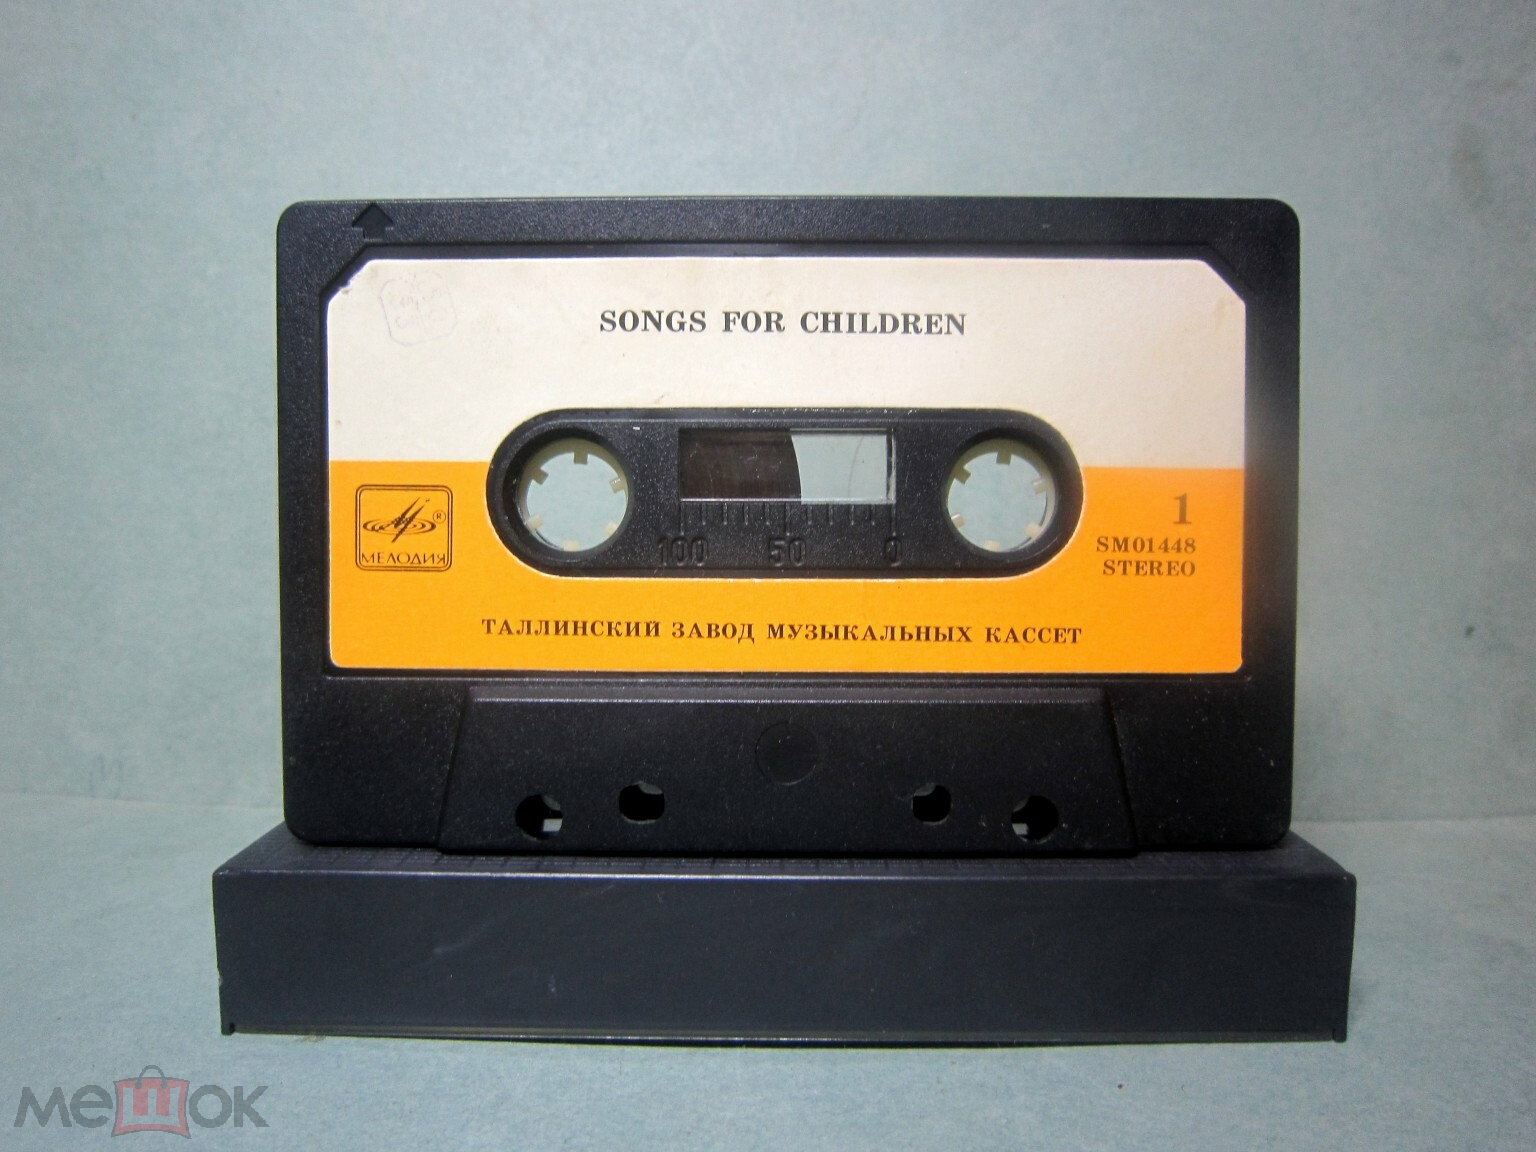 SONGS FOR CHILDREN
®
МЕЛОДИЯ
100 50 0
1
SM01448
STEREO
ТАЛЛИНСКИЙ ЗАВОД МУЗЫКАЛЬНЫХ КАССЕТ
мешок